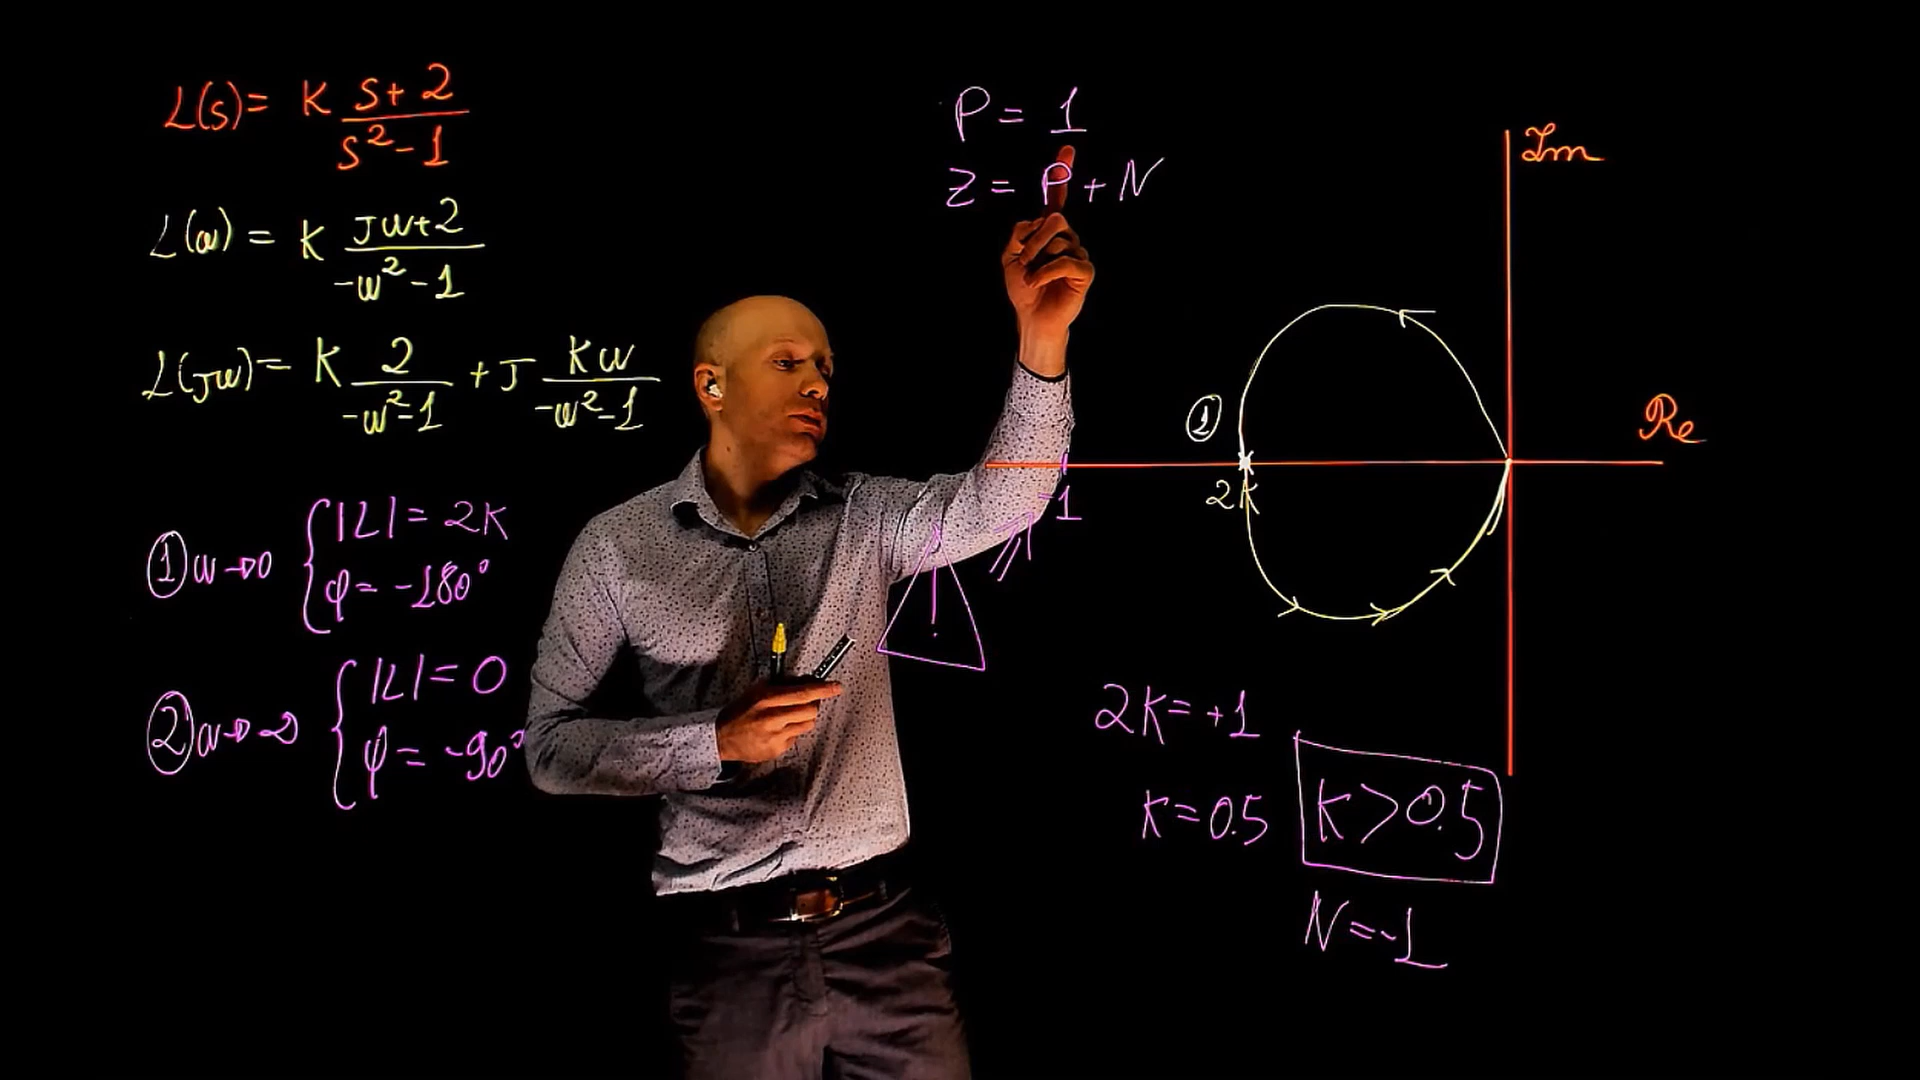 L(s)= K (s+2)/(s²-1)
L(ω) = K (Jω+2)/(-ω²-1)
L(Jω)= K 2/(-ω²-1) + J Kω/(-ω²-1)
① ω→0 { |L|= 2K
φ= -180°
② ω→∞ { |L|= 0
φ= -90°
P= 1
Z= P+N
Im
Re
①
-1
2K
!
2K= +1
K=0.5
K>0.5
N=-1